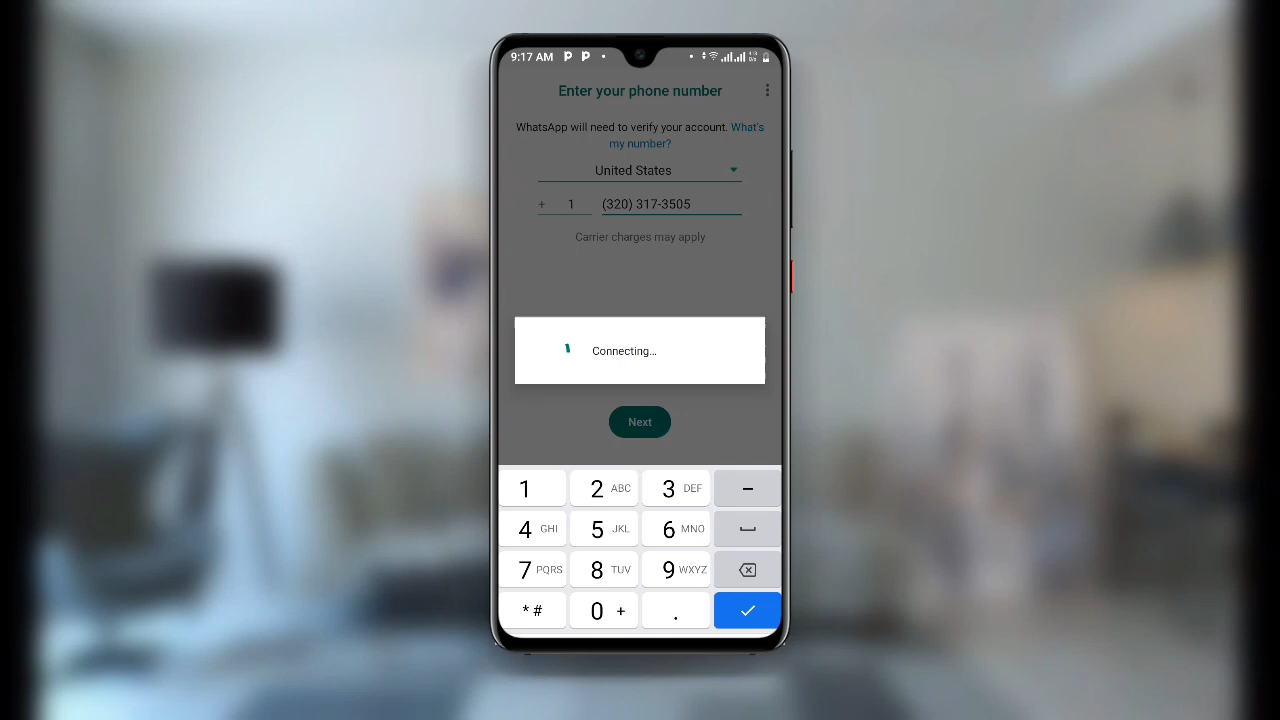 9:17 AM
Enter your phone number
WhatsApp will need to verify your account. What's
my number?
United States
+ 1 (320) 317-3505
Carrier charges may apply
Connecting...
Next
1 2 ABC 3 DEF –
4 GHI 5 JKL 6 MNO
7 PQRS 8 TUV 9 WXYZ
* # 0 + .